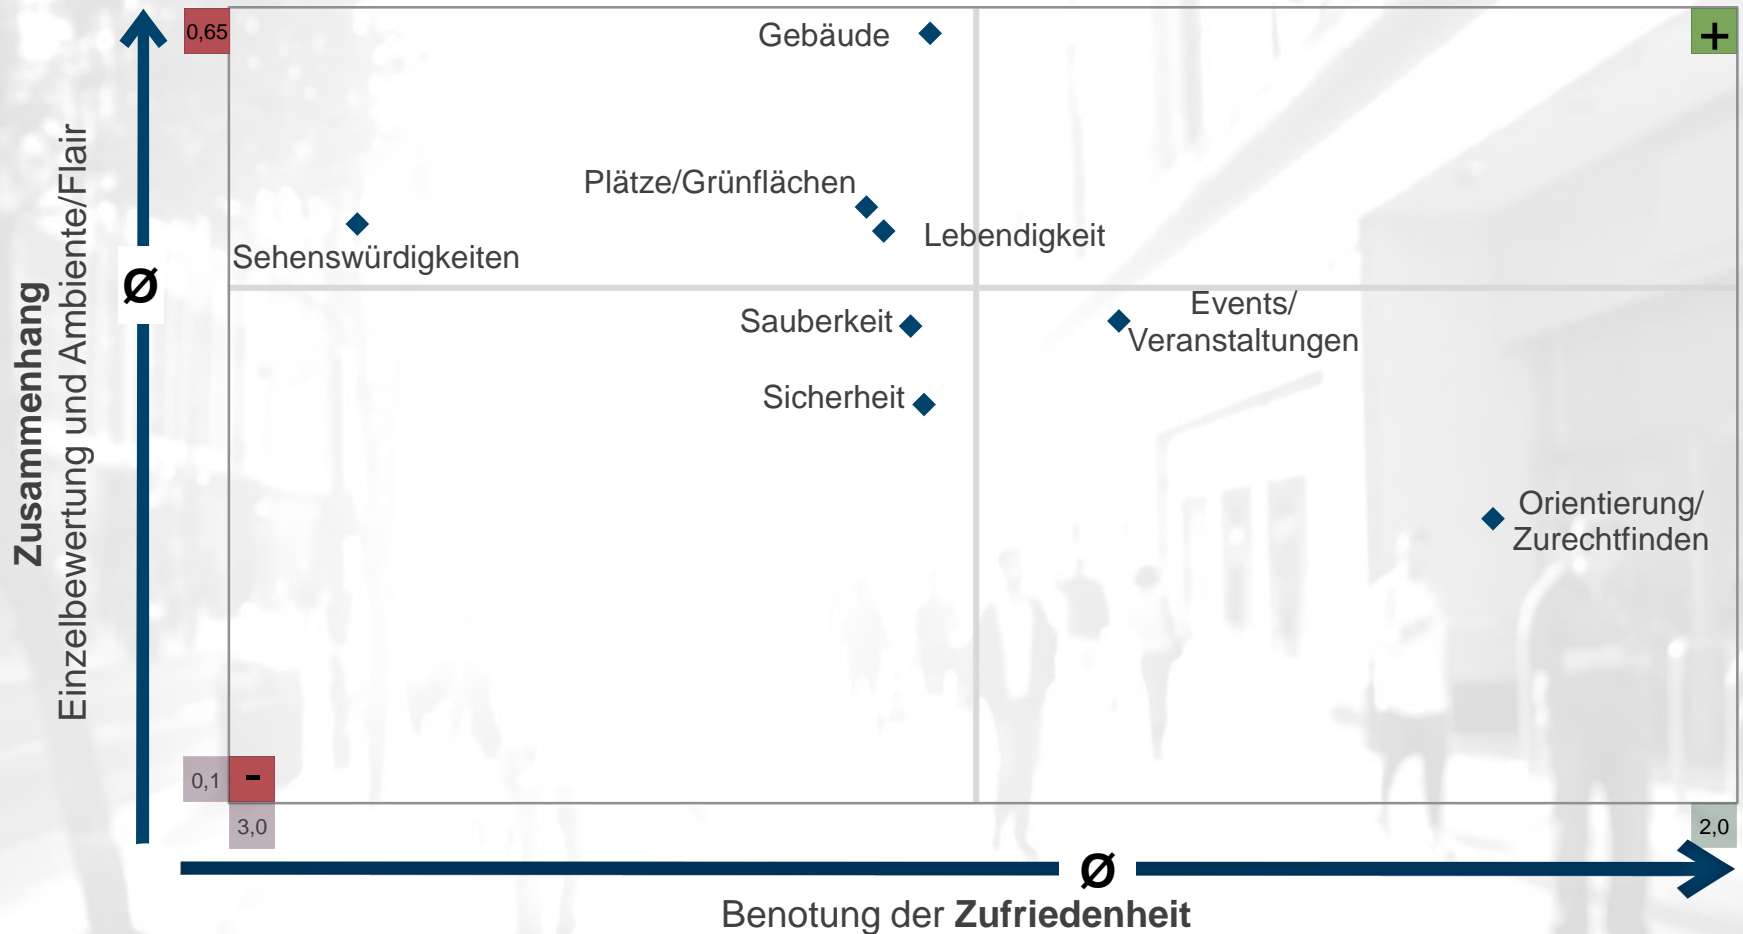 0,65
Gebäude
+
Plätze/Grünflächen
Lebendigkeit
Sehenswürdigkeiten
Zusammenhang
Einzelbewertung und Ambiente/Flair
Ø
Sauberkeit
Events/
Veranstaltungen
Sicherheit
Orientierung/
Zurechtfinden
0,1
-
3,0
2,0
Ø
Benotung der Zufriedenheit